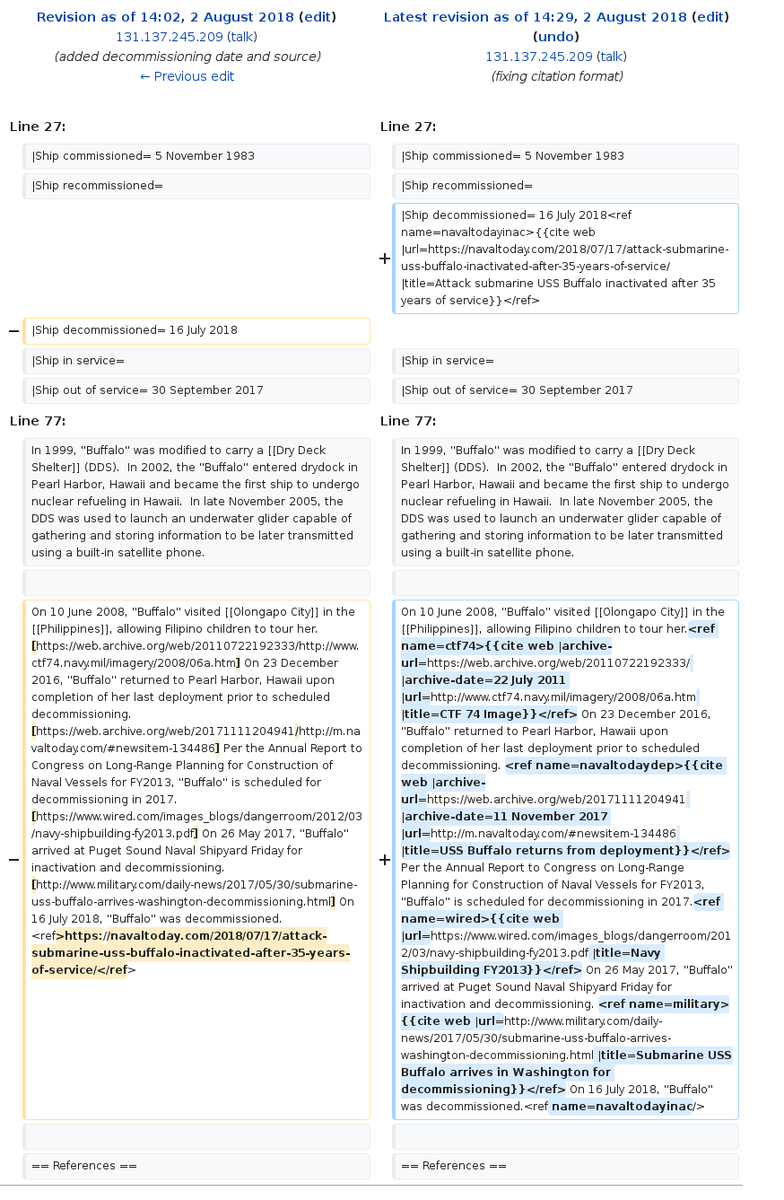 Revision as of 14:02, 2 August 2018 (edit)
131.137.245.209 (talk)
(added decommissioning date and source)
← Previous edit
Latest revision as of 14:29, 2 August 2018 (edit)
(undo)
131.137.245.209 (talk)
(fixing citation format)
Line 27:
Line 27:
|Ship commissioned= 5 November 1983
|Ship commissioned= 5 November 1983
|Ship recommissioned=
|Ship recommissioned=
+
|Ship decommissioned= 16 July 2018<ref
name=navaltodayinac>{{cite web
|url=https://navaltoday.com/2018/07/17/attack-submarine-
uss-buffalo-inactivated-after-35-years-of-service/
|title=Attack submarine USS Buffalo inactivated after 35
years of service}}</ref>
−
|Ship decommissioned= 16 July 2018
|Ship in service=
|Ship in service=
|Ship out of service= 30 September 2017
|Ship out of service= 30 September 2017
Line 77:
Line 77:
In 1999, "Buffalo" was modified to carry a [[Dry Deck
Shelter]] (DDS).  In 2002, the "Buffalo" entered drydock in
Pearl Harbor, Hawaii and became the first ship to undergo
nuclear refueling in Hawaii.  In late November 2005, the
DDS was used to launch an underwater glider capable of
gathering and storing information to be later transmitted
using a built-in satellite phone.
In 1999, "Buffalo" was modified to carry a [[Dry Deck
Shelter]] (DDS).  In 2002, the "Buffalo" entered drydock in
Pearl Harbor, Hawaii and became the first ship to undergo
nuclear refueling in Hawaii.  In late November 2005, the
DDS was used to launch an underwater glider capable of
gathering and storing information to be later transmitted
using a built-in satellite phone.
−
On 10 June 2008, "Buffalo" visited [[Olongapo City]] in the
[[Philippines]], allowing Filipino children to tour her.
[https://web.archive.org/web/20110722192333/http://www.
ctf74.navy.mil/imagery/2008/06a.htm] On 23 December
2016, "Buffalo" returned to Pearl Harbor, Hawaii upon
completion of her last deployment prior to scheduled
decommissioning.
[https://web.archive.org/web/20171111204941/http://m.na
valtoday.com/#newsitem-134486] Per the Annual Report to
Congress on Long-Range Planning for Construction of
Naval Vessels for FY2013, "Buffalo" is scheduled for
decommissioning in 2017.
[https://www.wired.com/images_blogs/dangerroom/2012/03
/navy-shipbuilding-fy2013.pdf] On 26 May 2017, "Buffalo"
arrived at Puget Sound Naval Shipyard Friday for
inactivation and decommissioning.
[http://www.military.com/daily-news/2017/05/30/submarine-
uss-buffalo-arrives-washington-decommissioning.html] On
16 July 2018, "Buffalo" was decommissioned.
<ref>https://navaltoday.com/2018/07/17/attack-
submarine-uss-buffalo-inactivated-after-35-years-
of-service/</ref>
+
On 10 June 2008, "Buffalo" visited [[Olongapo City]] in the
[[Philippines]], allowing Filipino children to tour her.<ref
name=ctf74>{{cite web |archive-
url=https://web.archive.org/web/20110722192333/
|archive-date=22 July 2011
|url=http://www.ctf74.navy.mil/imagery/2008/06a.htm
|title=CTF 74 Image}}</ref> On 23 December 2016,
"Buffalo" returned to Pearl Harbor, Hawaii upon
completion of her last deployment prior to scheduled
decommissioning. <ref name=navaltodaydep>{{cite
web |archive-
url=https://web.archive.org/web/20171111204941
|archive-date=11 November 2017
|url=http://m.navaltoday.com/#newsitem-134486
|title=USS Buffalo returns from deployment}}</ref>
Per the Annual Report to Congress on Long-Range
Planning for Construction of Naval Vessels for FY2013,
"Buffalo" is scheduled for decommissioning in 2017.<ref
name=wired>{{cite web
|url=https://www.wired.com/images_blogs/dangerroom/201
2/03/navy-shipbuilding-fy2013.pdf |title=Navy
Shipbuilding FY2013}}</ref> On 26 May 2017, "Buffalo"
arrived at Puget Sound Naval Shipyard Friday for
inactivation and decommissioning. <ref name=military>
{{cite web |url=http://www.military.com/daily-
news/2017/05/30/submarine-uss-buffalo-arrives-
washington-decommissioning.html |title=Submarine USS
Buffalo arrives in Washington for
decommissioning}}</ref> On 16 July 2018, "Buffalo"
was decommissioned.<ref name=navaltodayinac/>
== References ==
== References ==